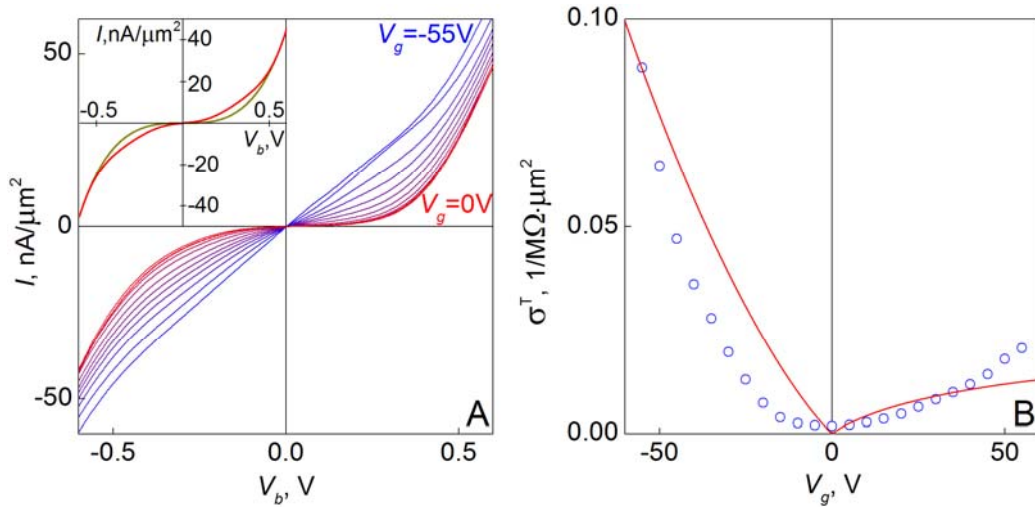 I,nA/μm²
40
20
-0.5
0.5
V_b,V
-20
-40
V_g=-55V
V_g=0V
50
0
-50
I, nA/μm²
-0.5
0.0
0.5
V_b, V
A
0.10
0.05
0.00
σ^T, 1/MΩ·μm²
-50
0
50
V_g, V
B